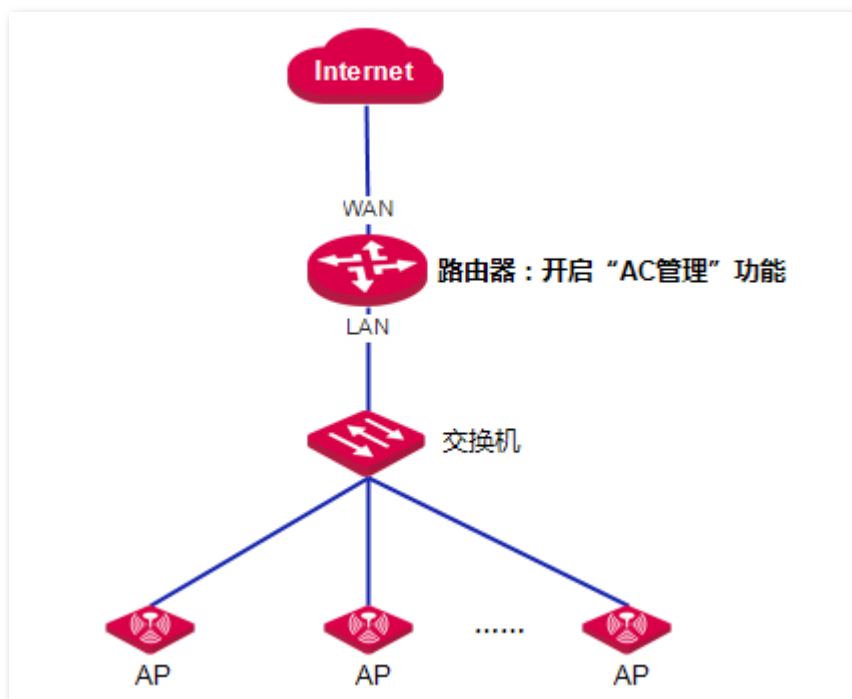 Internet
WAN
路由器：开启“AC管理”功能
LAN
交换机
......
AP
AP
AP